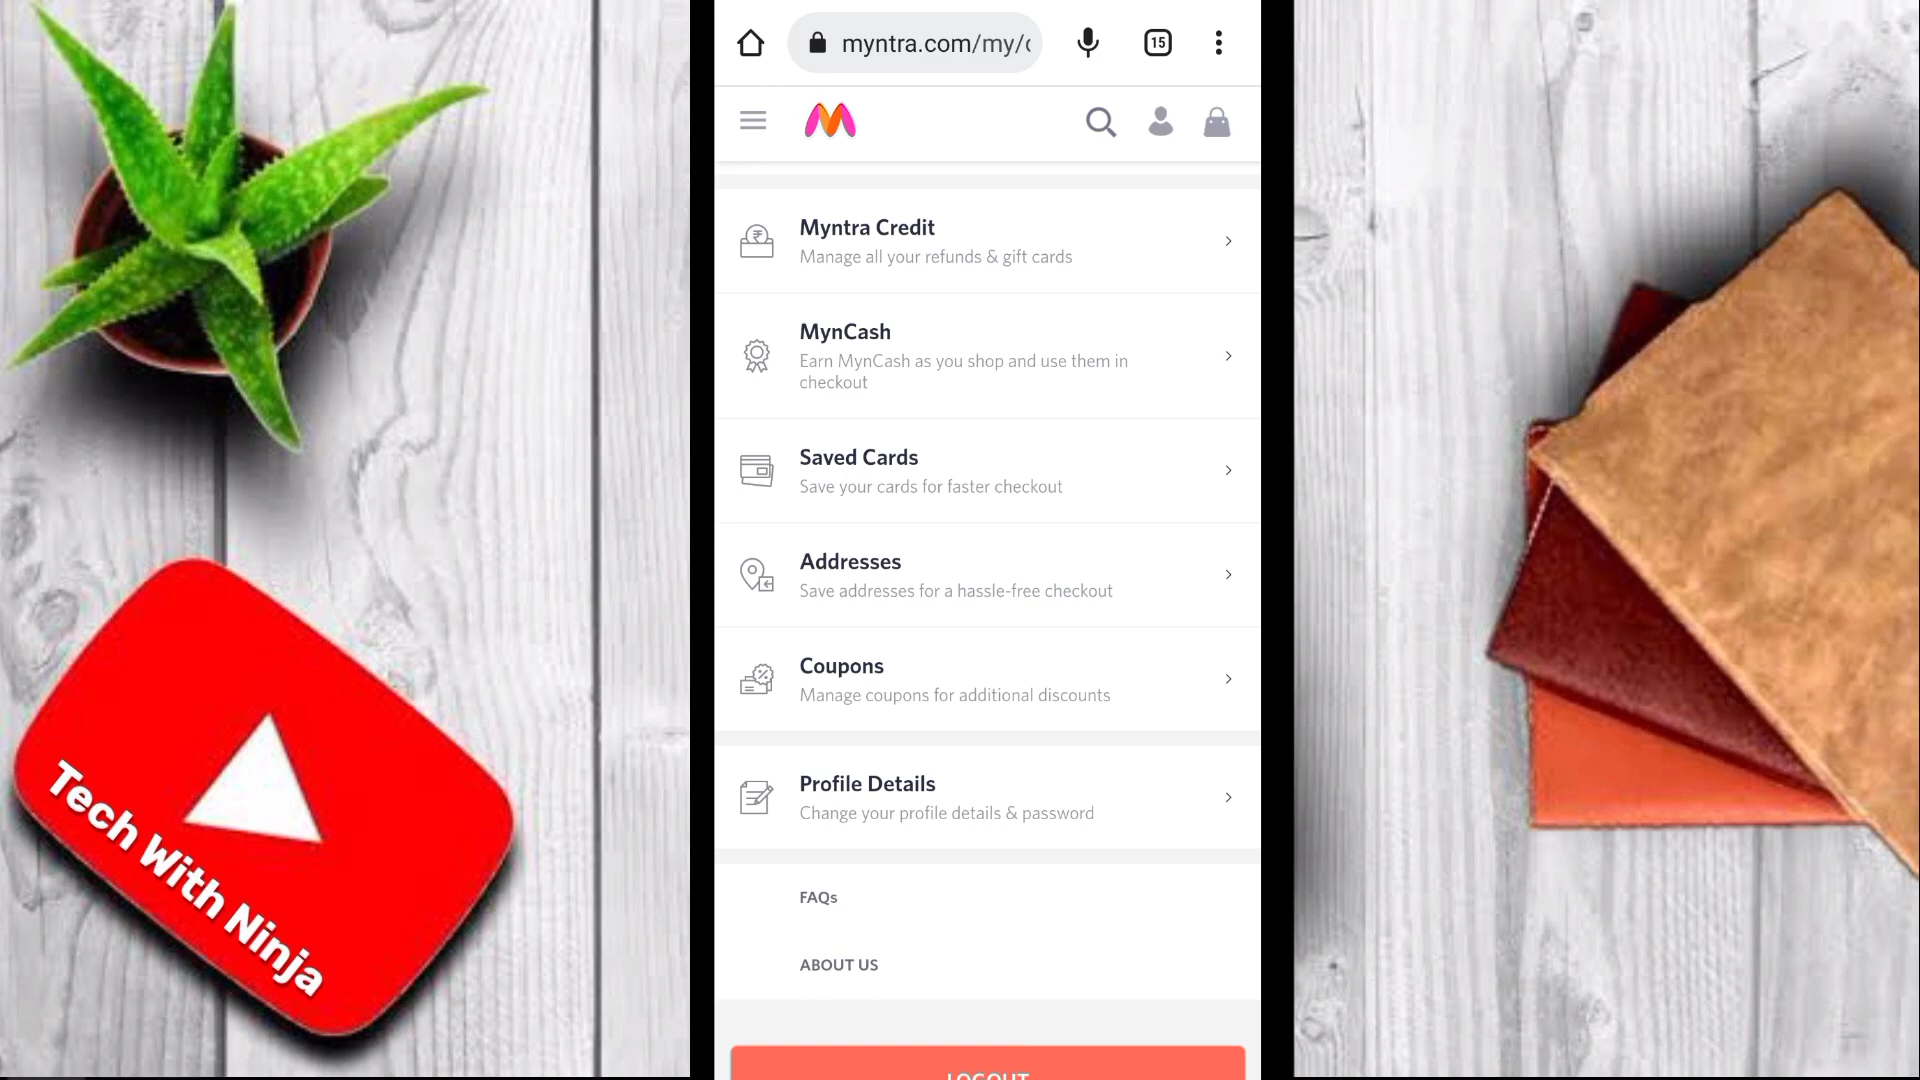 myntra.com/my/
15
Myntra Credit
Manage all your refunds & gift cards
MynCash
Earn MynCash as you shop and use them in
checkout
Saved Cards
Save your cards for faster checkout
Addresses
Save addresses for a hassle-free checkout
Coupons
Manage coupons for additional discounts
Profile Details
Change your profile details & password
FAQs
ABOUT US
LOGOUT
Tech With Ninja